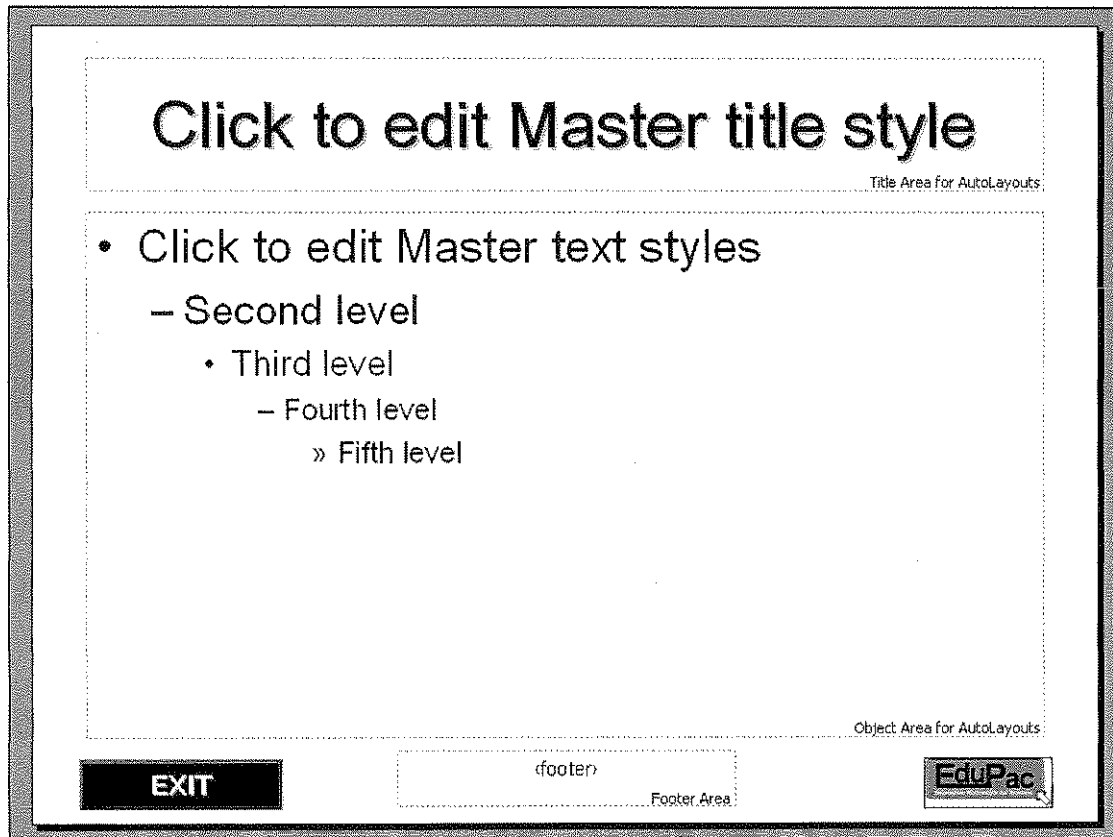 Click to edit Master title style
Title Area for AutoLayouts
• Click to edit Master text styles
– Second level
• Third level
– Fourth level
» Fifth level
Object Area for AutoLayouts
EXIT
‹footer›
Footer Area
EduPac